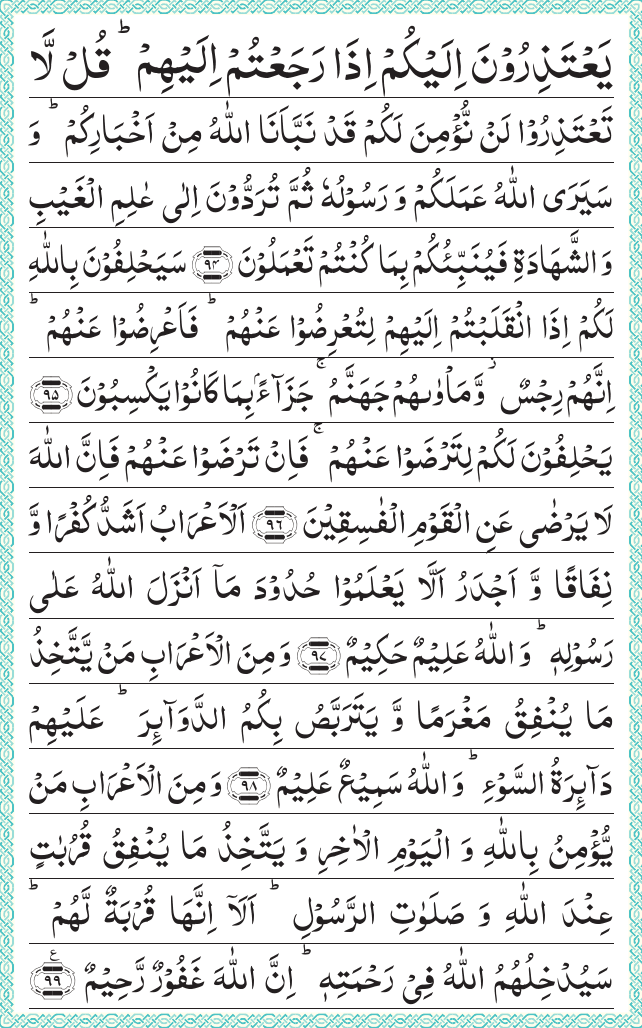 يَعْتَذِرُوْنَ اِلَيْكُمْ اِذَا رَجَعْتُمْ اِلَيْهِمْ ؕ قُلْ لَّا
تَعْتَذِرُوْا لَنْ نُّؤْمِنَ لَكُمْ قَدْ نَبَّاَنَا اللّٰهُ مِنْ اَخْبَارِكُمْ ؕ وَ
سَيَرَى اللّٰهُ عَمَلَكُمْ وَ رَسُوْلُهٗ ثُمَّ تُرَدُّوْنَ اِلٰى عٰلِمِ الْغَيْبِ
وَ الشَّهَادَةِ فَيُنَبِّئُكُمْ بِمَا كُنْتُمْ تَعْمَلُوْنَ ﴿۹۴﴾ سَيَحْلِفُوْنَ بِاللّٰهِ
لَكُمْ اِذَا انْقَلَبْتُمْ اِلَيْهِمْ لِتُعْرِضُوْا عَنْهُمْ ؕ فَاَعْرِضُوْا عَنْهُمْ ؕ
اِنَّهُمْ رِجْسٌ ؗ وَّ مَاْوٰىهُمْ جَهَنَّمُ ۚ جَزَآءًۢ بِمَا كَانُوْا يَكْسِبُوْنَ ﴿۹۵﴾
يَحْلِفُوْنَ لَكُمْ لِتَرْضَوْا عَنْهُمْ ۚ فَاِنْ تَرْضَوْا عَنْهُمْ فَاِنَّ اللّٰهَ
لَا يَرْضٰى عَنِ الْقَوْمِ الْفٰسِقِيْنَ ﴿۹۶﴾ اَلْاَعْرَابُ اَشَدُّ كُفْرًا وَّ
نِفَاقًا وَّ اَجْدَرُ اَلَّا يَعْلَمُوْا حُدُوْدَ مَاۤ اَنْزَلَ اللّٰهُ عَلٰى
رَسُوْلِهٖ ؕ وَ اللّٰهُ عَلِيْمٌ حَكِيْمٌ ﴿۹۷﴾ وَ مِنَ الْاَعْرَابِ مَنْ يَّتَّخِذُ
مَا يُنْفِقُ مَغْرَمًا وَّ يَتَرَبَّصُ بِكُمُ الدَّوَآئِرَ ؕ عَلَيْهِمْ
دَآئِرَةُ السَّوْءِ ؕ وَ اللّٰهُ سَمِيْعٌ عَلِيْمٌ ﴿۹۸﴾ وَ مِنَ الْاَعْرَابِ مَنْ
يُّؤْمِنُ بِاللّٰهِ وَ الْيَوْمِ الْاٰخِرِ وَ يَتَّخِذُ مَا يُنْفِقُ قُرُبٰتٍ
عِنْدَ اللّٰهِ وَ صَلَوٰتِ الرَّسُوْلِ ؕ اَلَاۤ اِنَّهَا قُرْبَةٌ لَّهُمْ ؕ
سَيُدْخِلُهُمُ اللّٰهُ فِيْ رَحْمَتِهٖ ؕ اِنَّ اللّٰهَ غَفُوْرٌ رَّحِيْمٌ ﴿۹۹﴾ ع